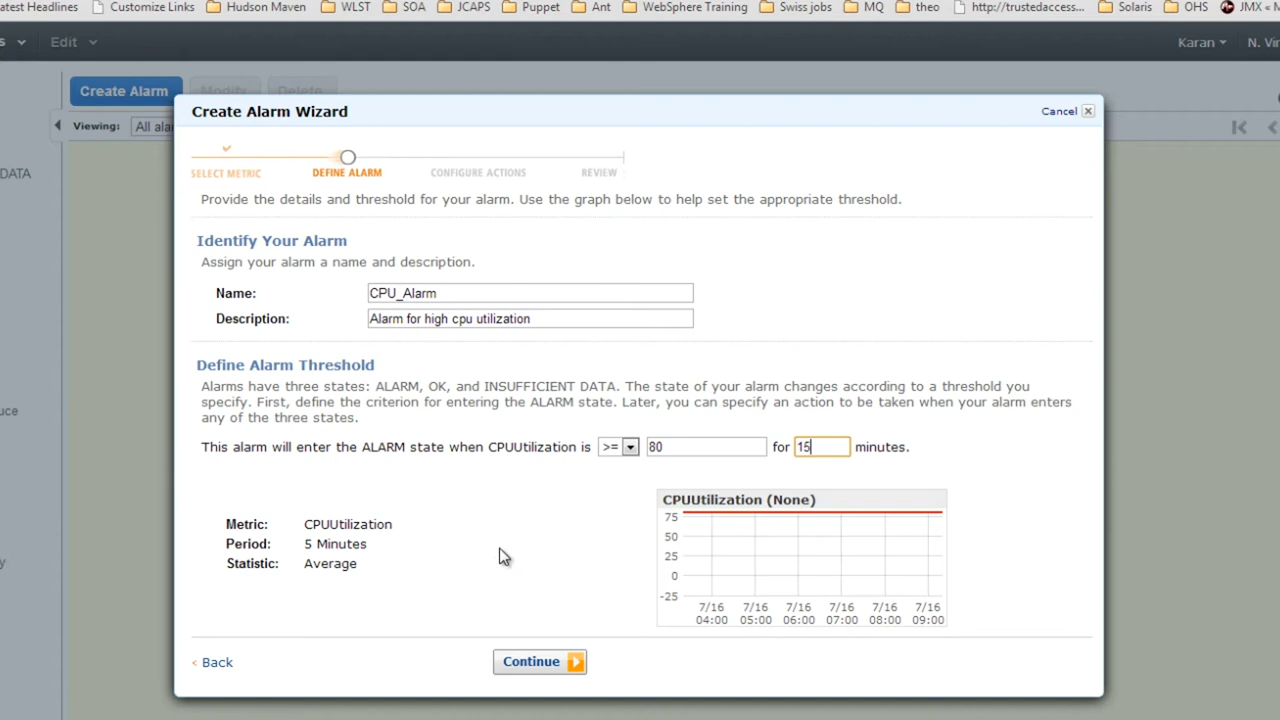 atest Headlines Customize Links Hudson Maven WLST SOA JCAPS Puppet Ant WebSphere Training Swiss jobs MQ theo http://trustedaccess... Solaris OHS JMX «
s Edit Karan N. Vi
Create Alarm Modify Delete
Viewing: All ala
Create Alarm Wizard Cancel
SELECT METRIC DEFINE ALARM CONFIGURE ACTIONS REVIEW
Provide the details and threshold for your alarm. Use the graph below to help set the appropriate threshold.
DATA
Identify Your Alarm
Assign your alarm a name and description.
Name: CPU_Alarm
Description: Alarm for high cpu utilization
Define Alarm Threshold
Alarms have three states: ALARM, OK, and INSUFFICIENT DATA. The state of your alarm changes according to a threshold you
specify. First, define the criterion for entering the ALARM state. Later, you can specify an action to be taken when your alarm enters
any of the three states.
uce
This alarm will enter the ALARM state when CPUUtilization is >= 80 for 15 minutes.
CPUUtilization (None)
75
50
25
0
-25
7/16 7/16 7/16 7/16 7/16 7/16
04:00 05:00 06:00 07:00 08:00 09:00
Metric: CPUUtilization
Period: 5 Minutes
Statistic: Average
y
‹ Back Continue